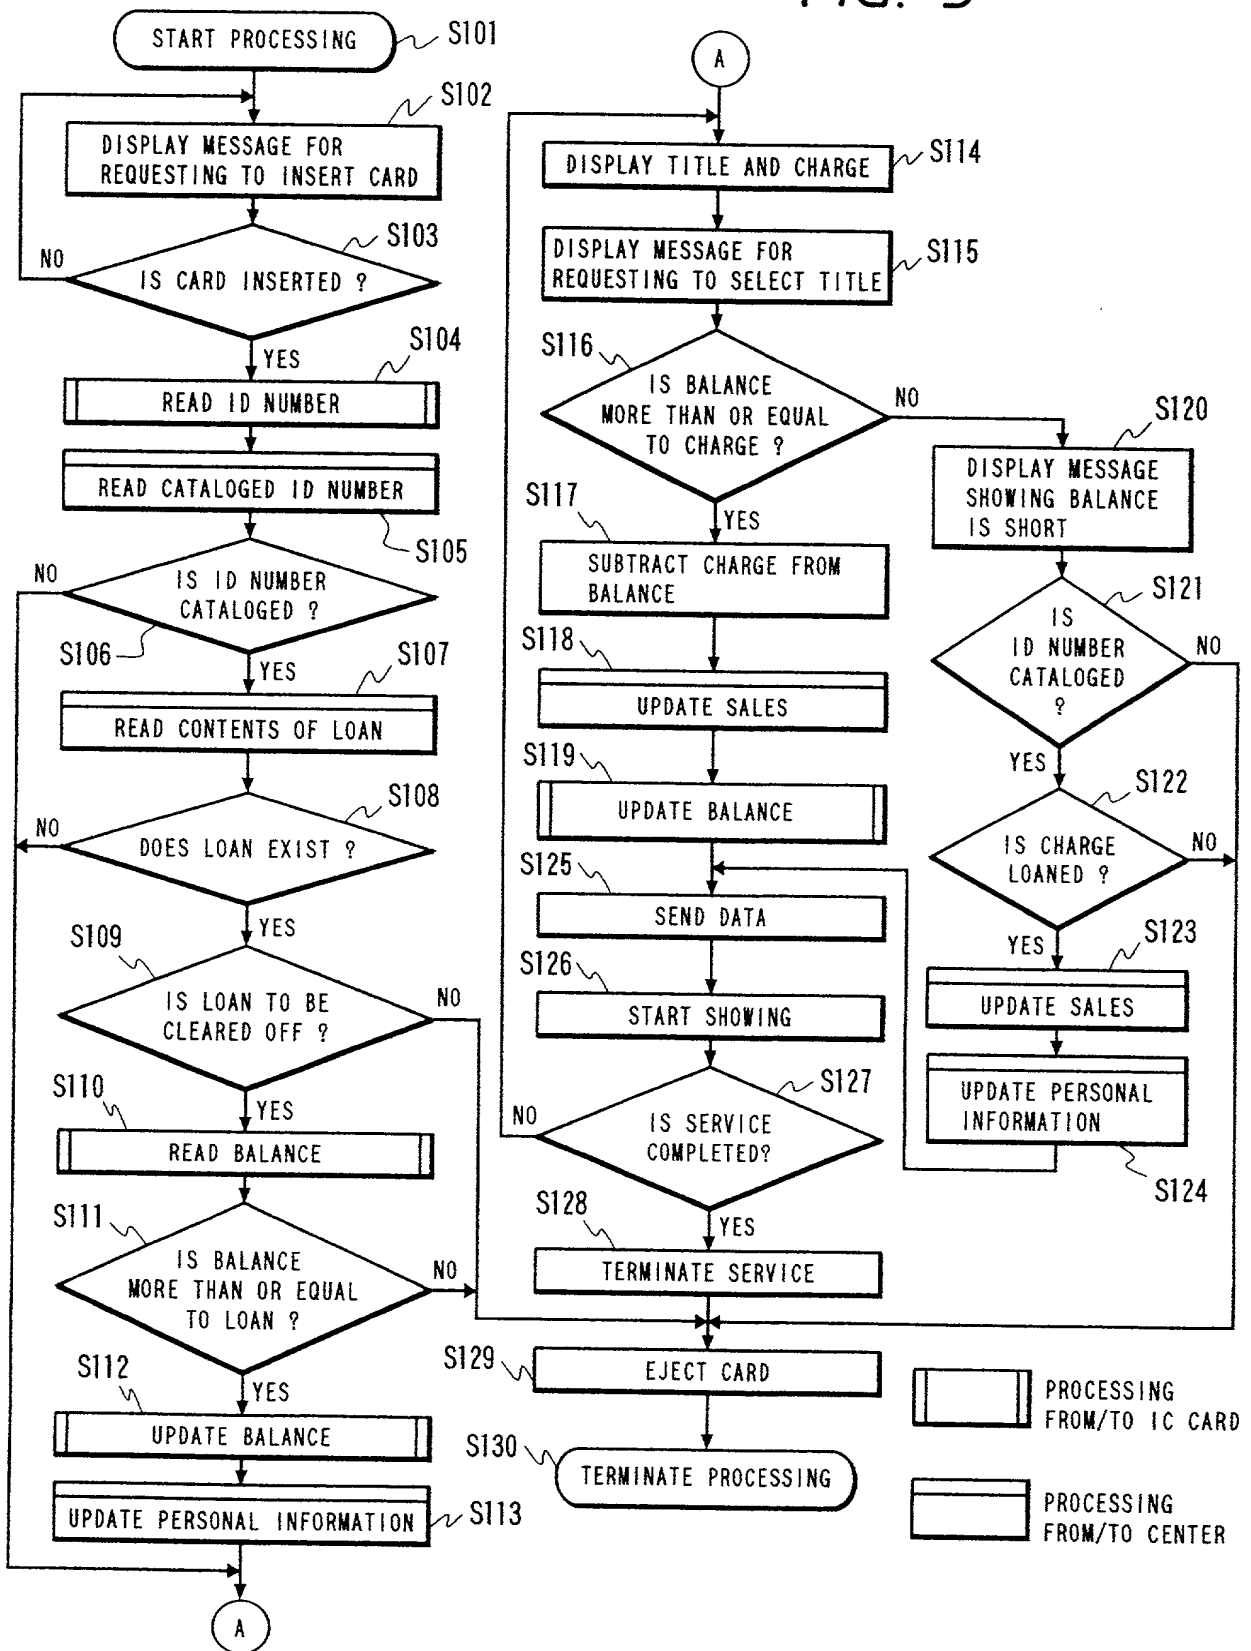 START PROCESSING
S101
S102
DISPLAY MESSAGE FOR
REQUESTING TO INSERT CARD
S103
NO
IS CARD INSERTED ?
YES
S104
READ ID NUMBER
READ CATALOGED ID NUMBER
S105
NO
IS ID NUMBER
CATALOGED ?
S106
YES
S107
READ CONTENTS OF LOAN
S108
NO
DOES LOAN EXIST ?
YES
S109
IS LOAN TO BE
CLEARED OFF ?
NO
YES
S110
READ BALANCE
S111
IS BALANCE
MORE THAN OR EQUAL
TO LOAN ?
NO
YES
S112
UPDATE BALANCE
UPDATE PERSONAL INFORMATION
S113
A
A
S114
DISPLAY TITLE AND CHARGE
DISPLAY MESSAGE FOR
REQUESTING TO SELECT TITLE
S115
S116
IS BALANCE
MORE THAN OR EQUAL
TO CHARGE ?
NO
YES
S117
SUBTRACT CHARGE FROM
BALANCE
S118
UPDATE SALES
S119
UPDATE BALANCE
S125
SEND DATA
S126
START SHOWING
S127
NO
IS SERVICE
COMPLETED?
YES
S128
TERMINATE SERVICE
S129
EJECT CARD
S130
TERMINATE PROCESSING
S120
DISPLAY MESSAGE
SHOWING BALANCE
IS SHORT
S121
IS
ID NUMBER
CATALOGED
?
NO
YES
S122
IS CHARGE
LOANED ?
NO
YES
S123
UPDATE SALES
UPDATE PERSONAL
INFORMATION
S124
PROCESSING
FROM/TO IC CARD
PROCESSING
FROM/TO CENTER